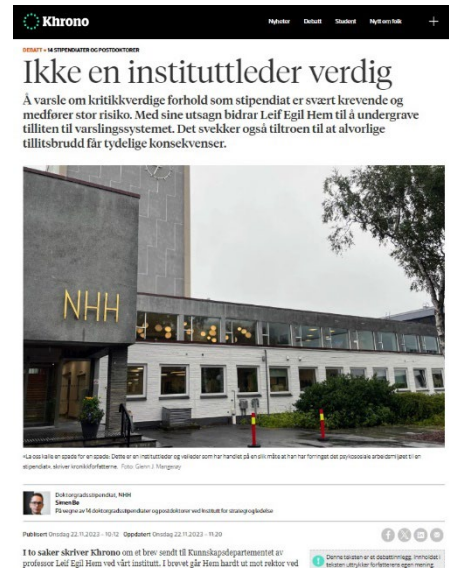 Khrono
Nyheter Debatt Student Nytt om folk
DEBATT • 14 STIPENDIATER OG POSTDOKTORER
Ikke en instituttleder verdig
Å varsle om kritikkverdige forhold som stipendiat er svært krevende og
medfører stor risiko. Med sine utsagn bidrar Leif Egil Hem til å undergrave
tilliten til varslingssystemet. Det svekker også tiltroen til at alvorlige
tillitsbrudd får tydelige konsekvenser.
NHH
«La oss kalle en spade for en spade: Dette er en instituttleder og veileder som har handlet på en slik måte at han har forringet det psykososiale arbeidsmiljøet til en
stipendiat», skriver kronikkforfatterne. Foto: Glenn J. Mangerøy
Doktorgradsstipendiat, NHH
Simen Bø
På vegne av 14 doktorgradsstipendiater og postdoktorer ved Institutt for strategi og ledelse
Publisert Onsdag 22.11.2023 - 10:12 Oppdatert Onsdag 22.11.2023 - 11:20
I to saker skriver Khrono om et brev sendt til Kunnskapsdepartementet av
professor Leif Egil Hem ved vårt institutt. I brevet går Hem hardt ut mot rektor ved
Denne teksten er et debattinnlegg. Innholdet i
teksten uttrykker forfatterens egen mening.